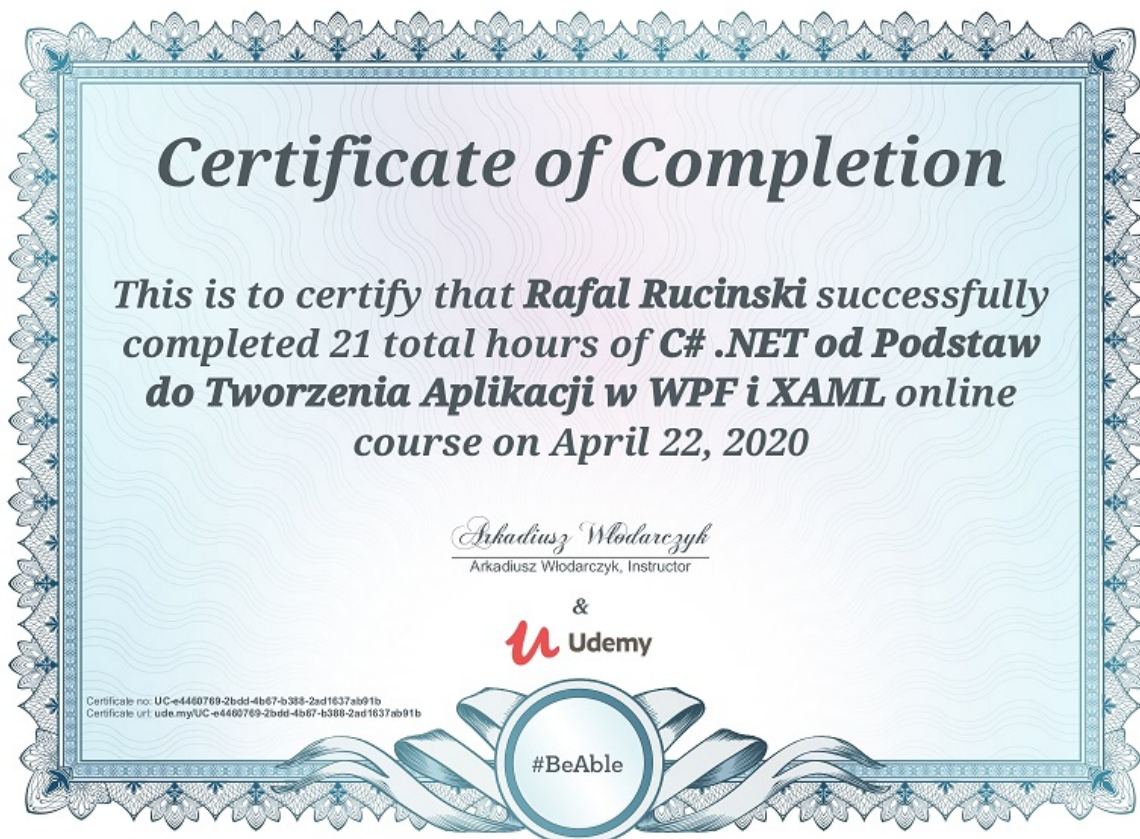 Certificate of Completion
This is to certify that Rafal Rucinski successfully
completed 21 total hours of C# .NET od Podstaw
do Tworzenia Aplikacji w WPF i XAML online
course on April 22, 2020
Arkadiusz Włodarczyk
Arkadiusz Włodarczyk, Instructor
&
Udemy
Certificate no: UC-e4460769-2bdd-4b67-b388-2ad1637ab91b
Certificate url: ude.my/UC-e4460769-2bdd-4b67-b388-2ad1637ab91b
#BeAble